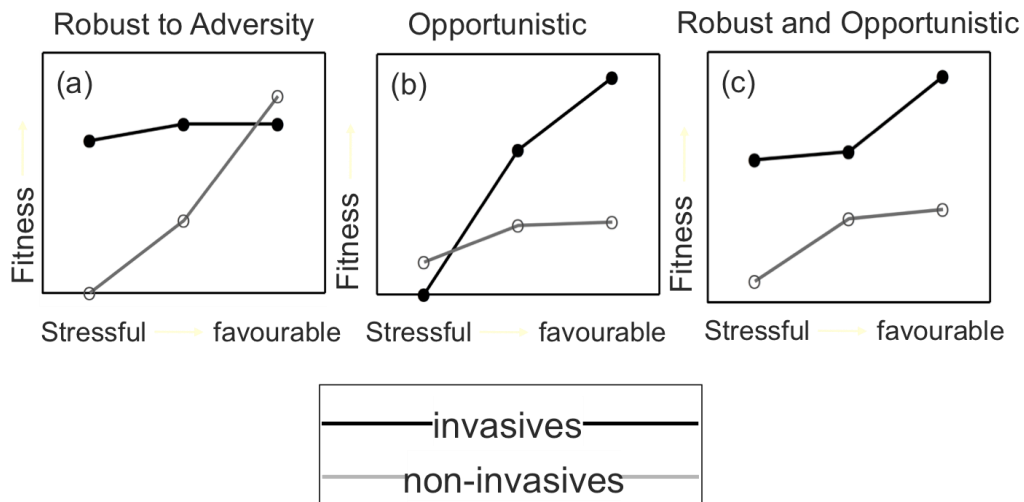 Robust to Adversity
Opportunistic
Robust and Opportunistic
(a)
(b)
(c)
Fitness
Fitness
Fitness
Stressful favourable
Stressful favourable
Stressful favourable
invasives
non-invasives